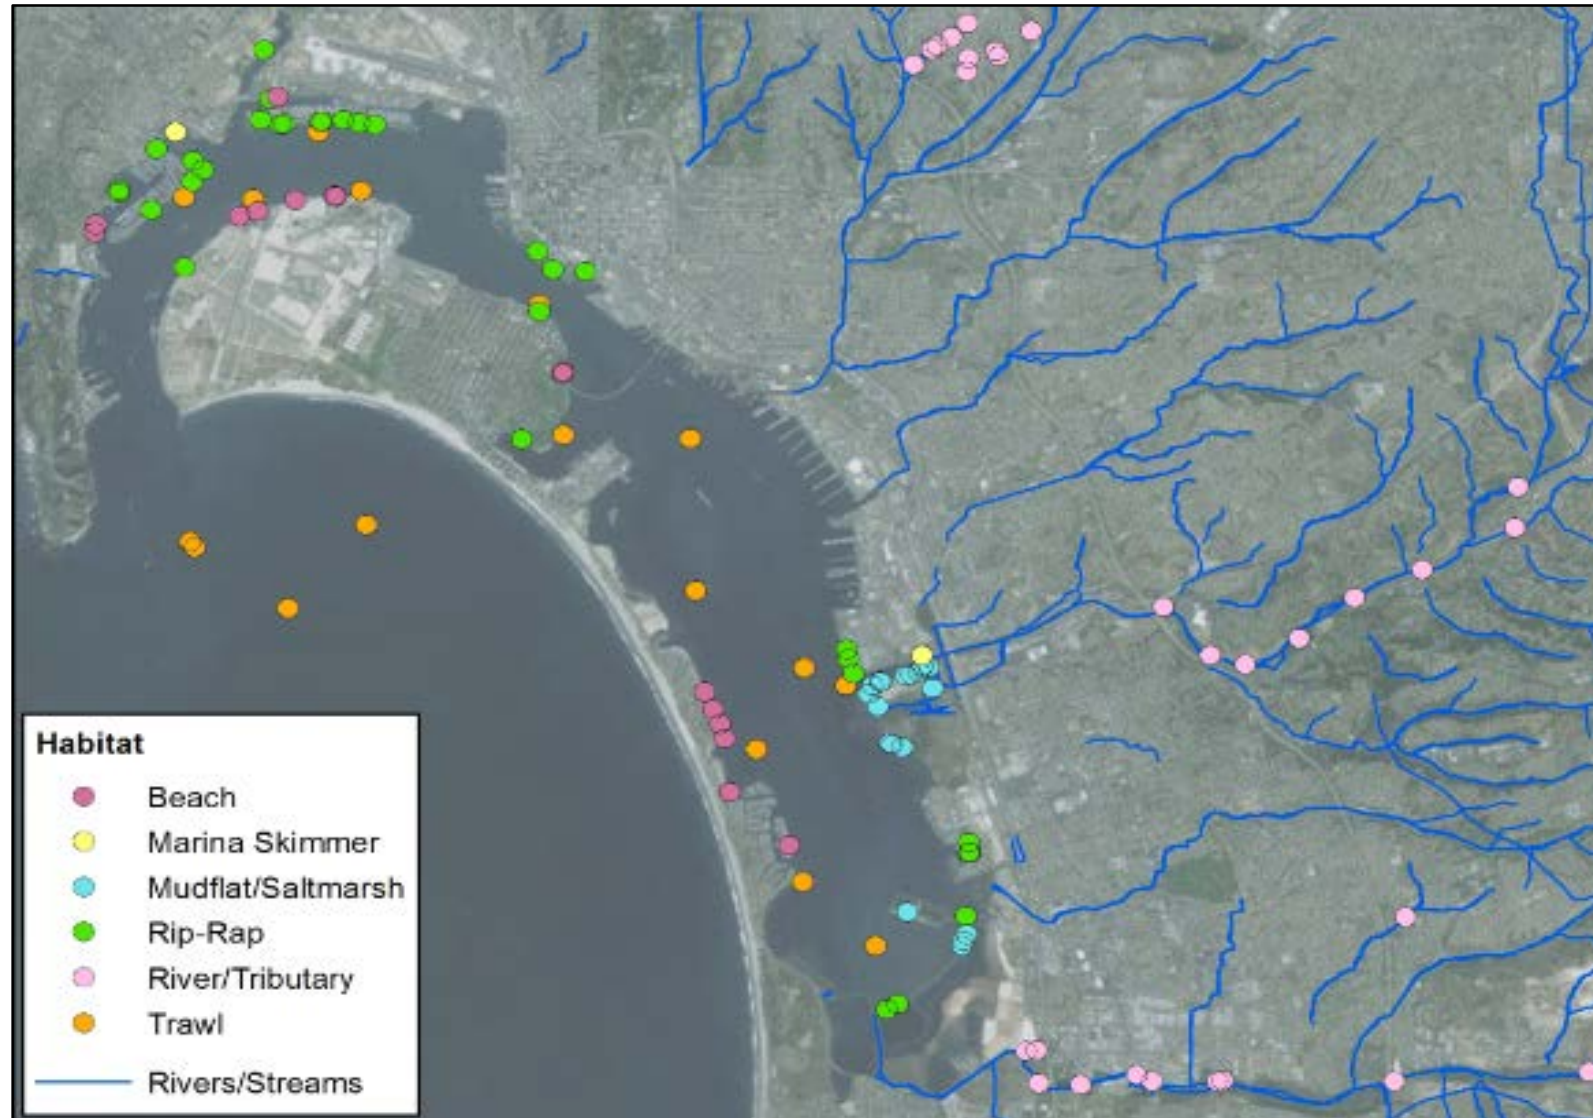 Habitat
Beach
Marina Skimmer
Mudflat/Saltmarsh
Rip-Rap
River/Tributary
Trawl
Rivers/Streams